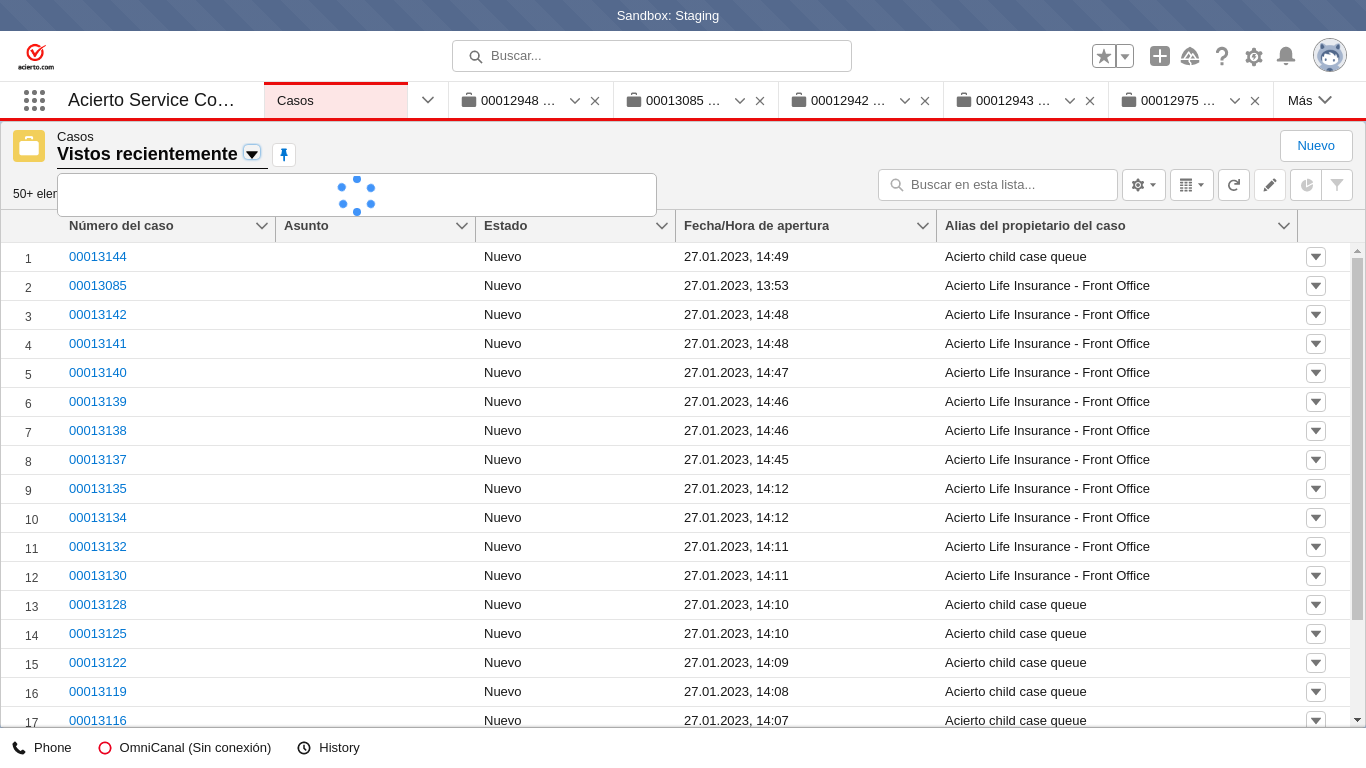 Sandbox: Staging
acierto.com
Buscar...
Acierto Service Co…
Casos
00012948 …
00013085 …
00012942 …
00012943 …
00012975 …
Más
Casos
Vistos recientemente
Nuevo
50+ eler
Buscar en esta lista...
Número del caso Asunto Estado Fecha/Hora de apertura Alias del propietario del caso
1 00013144 Nuevo 27.01.2023, 14:49 Acierto child case queue
2 00013085 Nuevo 27.01.2023, 13:53 Acierto Life Insurance - Front Office
3 00013142 Nuevo 27.01.2023, 14:48 Acierto Life Insurance - Front Office
4 00013141 Nuevo 27.01.2023, 14:48 Acierto Life Insurance - Front Office
5 00013140 Nuevo 27.01.2023, 14:47 Acierto Life Insurance - Front Office
6 00013139 Nuevo 27.01.2023, 14:46 Acierto Life Insurance - Front Office
7 00013138 Nuevo 27.01.2023, 14:46 Acierto Life Insurance - Front Office
8 00013137 Nuevo 27.01.2023, 14:45 Acierto Life Insurance - Front Office
9 00013135 Nuevo 27.01.2023, 14:12 Acierto Life Insurance - Front Office
10 00013134 Nuevo 27.01.2023, 14:12 Acierto Life Insurance - Front Office
11 00013132 Nuevo 27.01.2023, 14:11 Acierto Life Insurance - Front Office
12 00013130 Nuevo 27.01.2023, 14:11 Acierto Life Insurance - Front Office
13 00013128 Nuevo 27.01.2023, 14:10 Acierto child case queue
14 00013125 Nuevo 27.01.2023, 14:10 Acierto child case queue
15 00013122 Nuevo 27.01.2023, 14:09 Acierto child case queue
16 00013119 Nuevo 27.01.2023, 14:08 Acierto child case queue
17 00013116 Nuevo 27.01.2023, 14:07 Acierto child case queue
Phone
OmniCanal (Sin conexión)
History